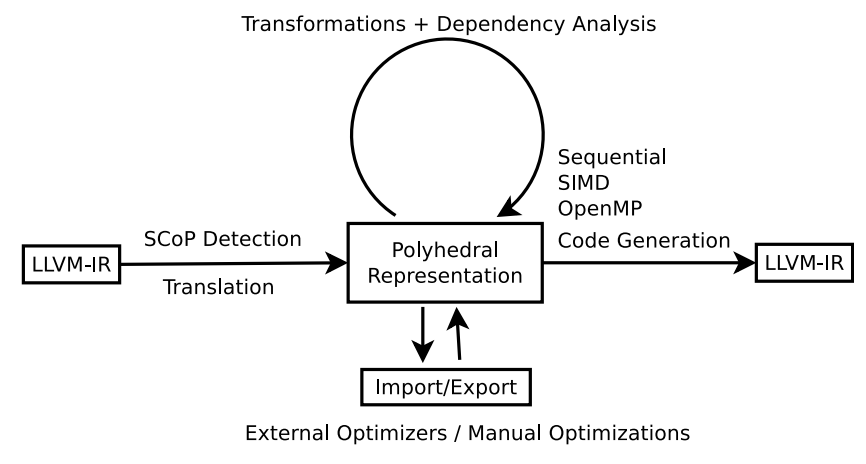 Transformations + Dependency Analysis
Sequential
SIMD
OpenMP
Code Generation
SCoP Detection
Translation
LLVM-IR
Polyhedral
Representation
LLVM-IR
Import/Export
External Optimizers / Manual Optimizations